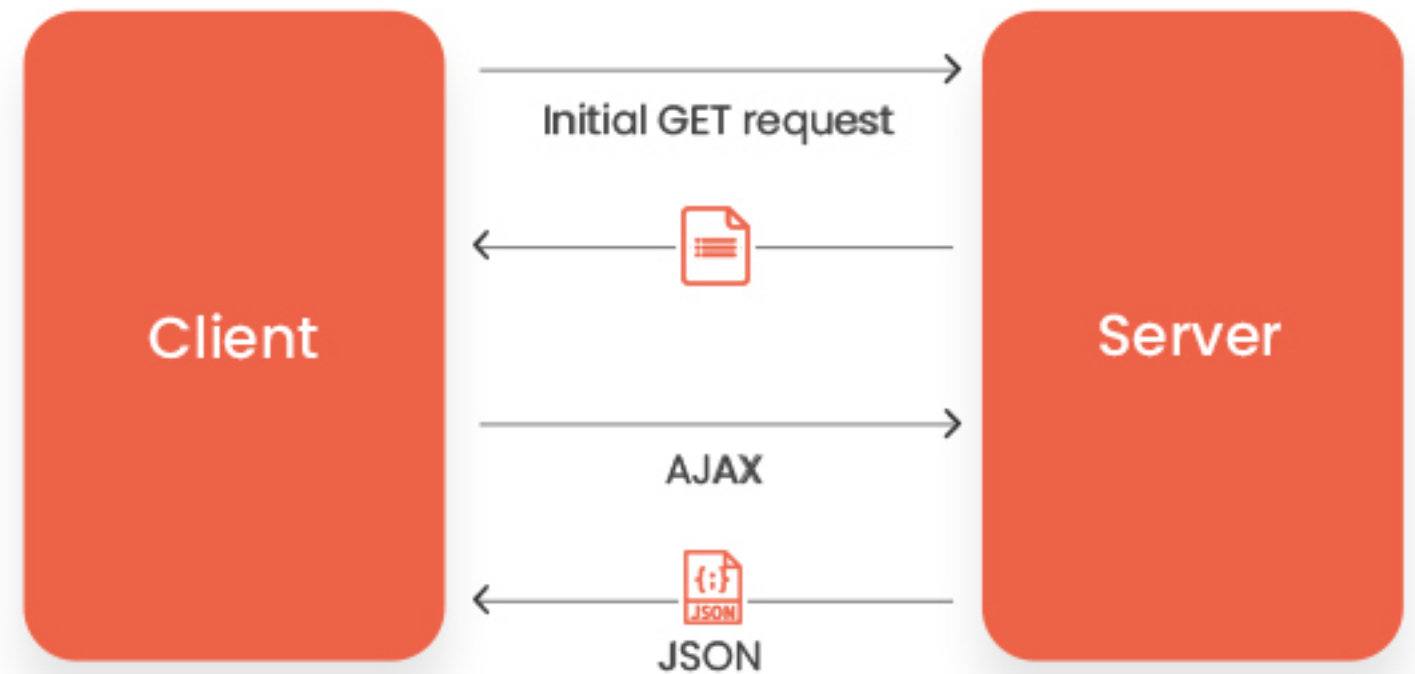 Initial GET request
Client
Server
AJAX
{;}
JSON
JSON